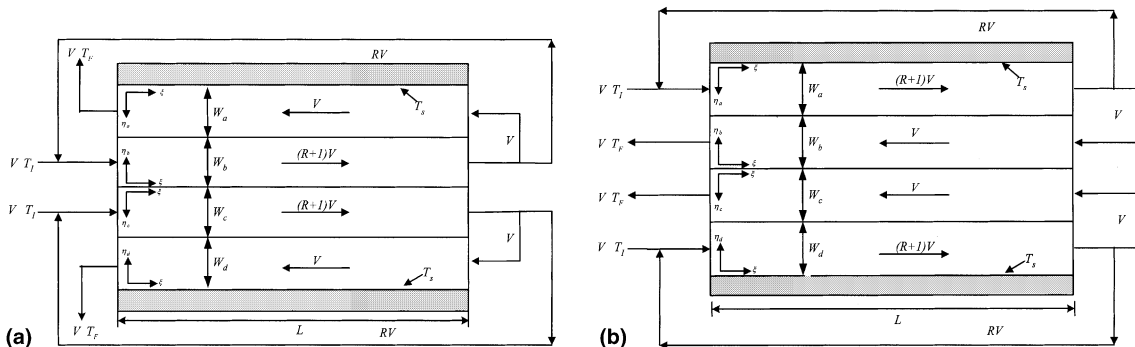 RV
V T_F
ξ
η_a
W_a
V
T_s
V
η_b
W_b
(R+1)V
V T_I
ξ
ξ
V T_I
η_c
W_c
(R+1)V
V
η_d
W_d
V
T_s
ξ
V T_F
(a)
L
RV
RV
V T_I
ξ
η_a
W_a
(R+1)V
T_s
V
V T_F
η_b
W_b
V
ξ
ξ
V T_F
η_c
W_c
V
V
V T_I
η_d
W_d
(R+1)V
T_s
ξ
(b)
L
RV